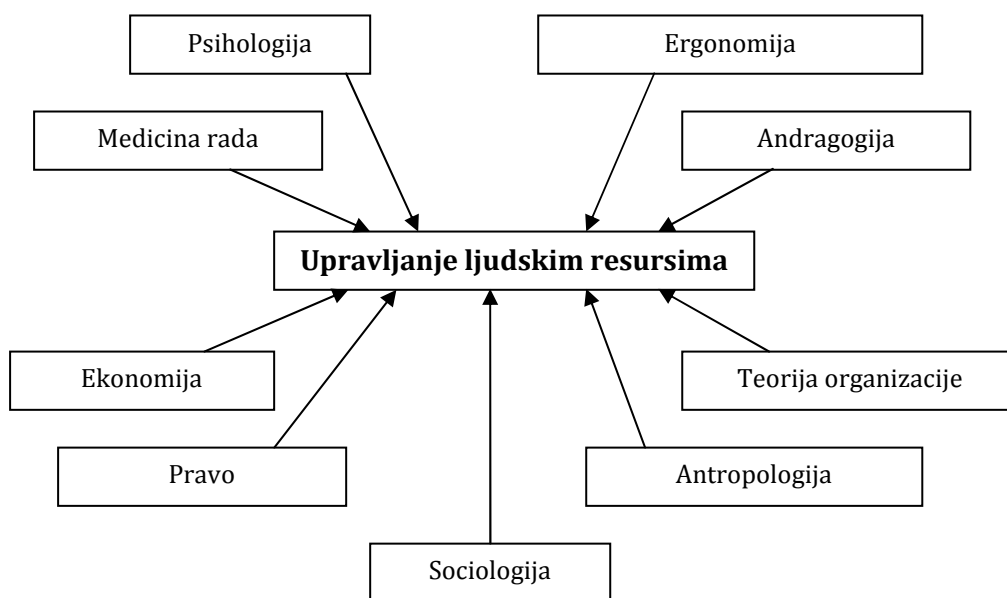 Psihologija
Ergonomija
Medicina rada
Andragogija
Upravljanje ljudskim resursima
Ekonomija
Teorija organizacije
Pravo
Antropologija
Sociologija